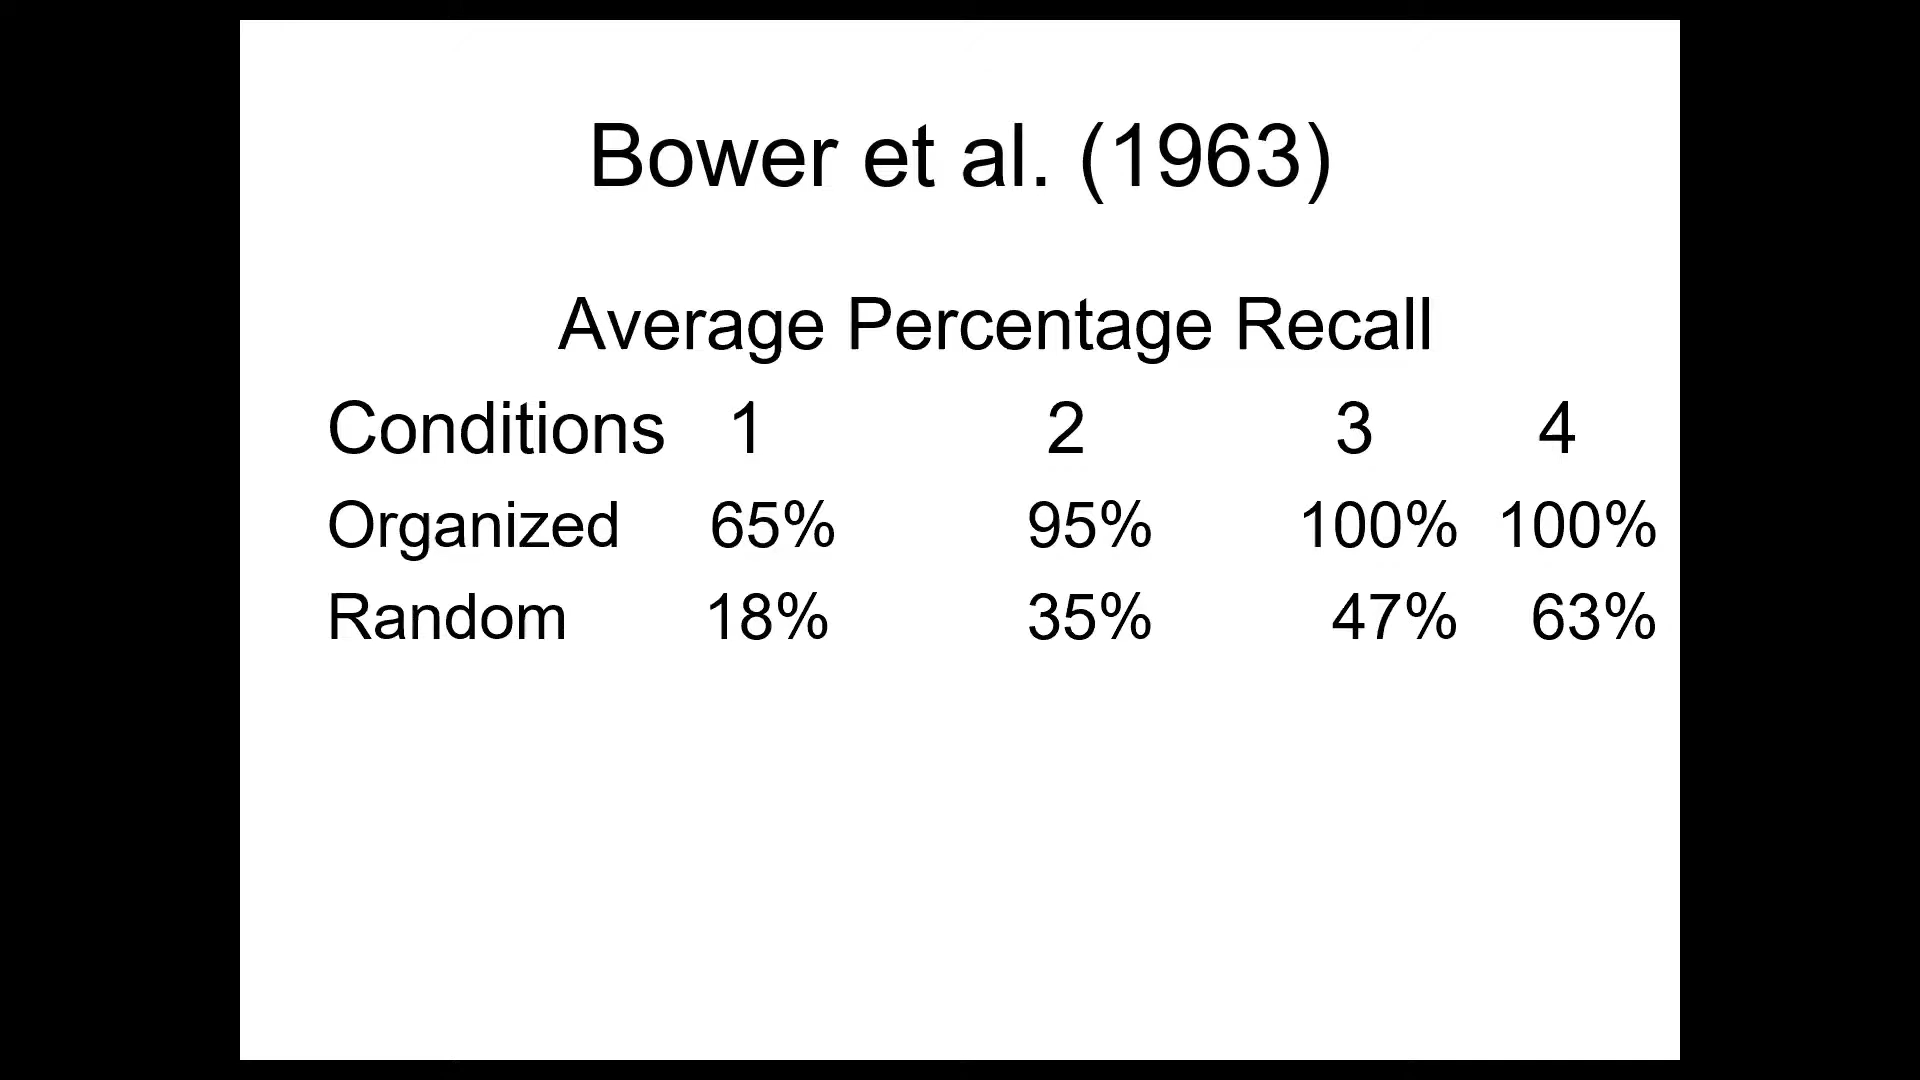 Bower et al. (1963)
Average Percentage Recall
Conditions 1 2 3 4
Organized 65% 95% 100% 100%
Random 18% 35% 47% 63%